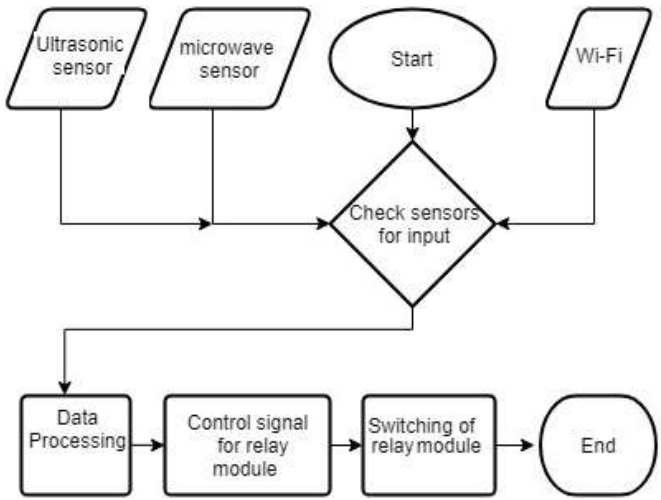 Ultrasonic
sensor
microwave
sensor
Start
Wi-Fi
Check sensors
for input
Data
Processing
Control signal
for relay
module
Switching of
relay module
End